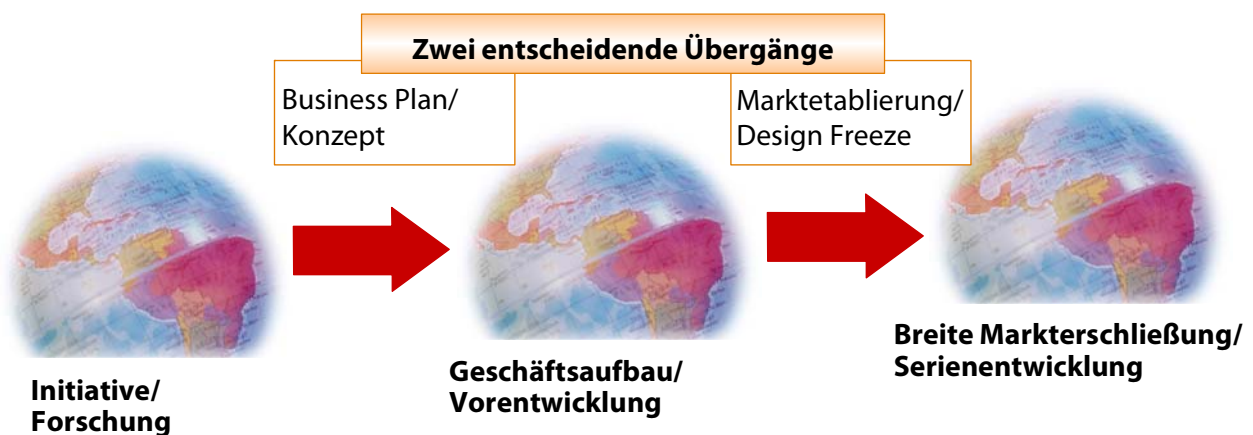 Zwei entscheidende Übergänge
Business Plan/
Konzept
Marktetablierung/
Design Freeze
Initiative/
Forschung
Geschäftsaufbau/
Vorentwicklung
Breite Markterschließung/
Serienentwicklung